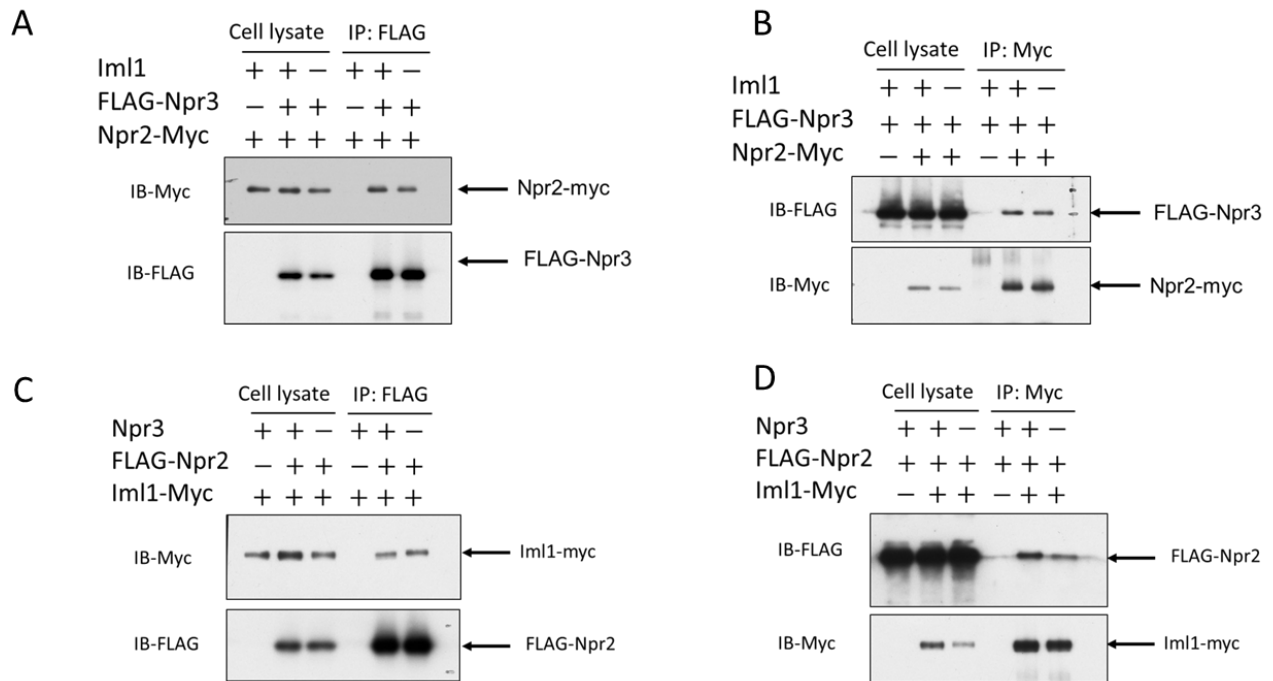 A
Cell lysate IP: FLAG
Iml1 + + − + + −
FLAG-Npr3 − + + − + +
Npr2-Myc + + + + + +
IB-Myc Npr2-myc
IB-FLAG FLAG-Npr3
B
Cell lysate IP: Myc
Iml1 + + − + + −
FLAG-Npr3 + + + + + +
Npr2-Myc − + + − + +
IB-FLAG FLAG-Npr3
IB-Myc Npr2-myc
C
Cell lysate IP: FLAG
Npr3 + + − + + −
FLAG-Npr2 − + + − + +
Iml1-Myc + + + + + +
IB-Myc Iml1-myc
IB-FLAG FLAG-Npr2
D
Cell lysate IP: Myc
Npr3 + + − + + −
FLAG-Npr2 + + + + + +
Iml1-Myc − + + − + +
IB-FLAG FLAG-Npr2
IB-Myc Iml1-myc